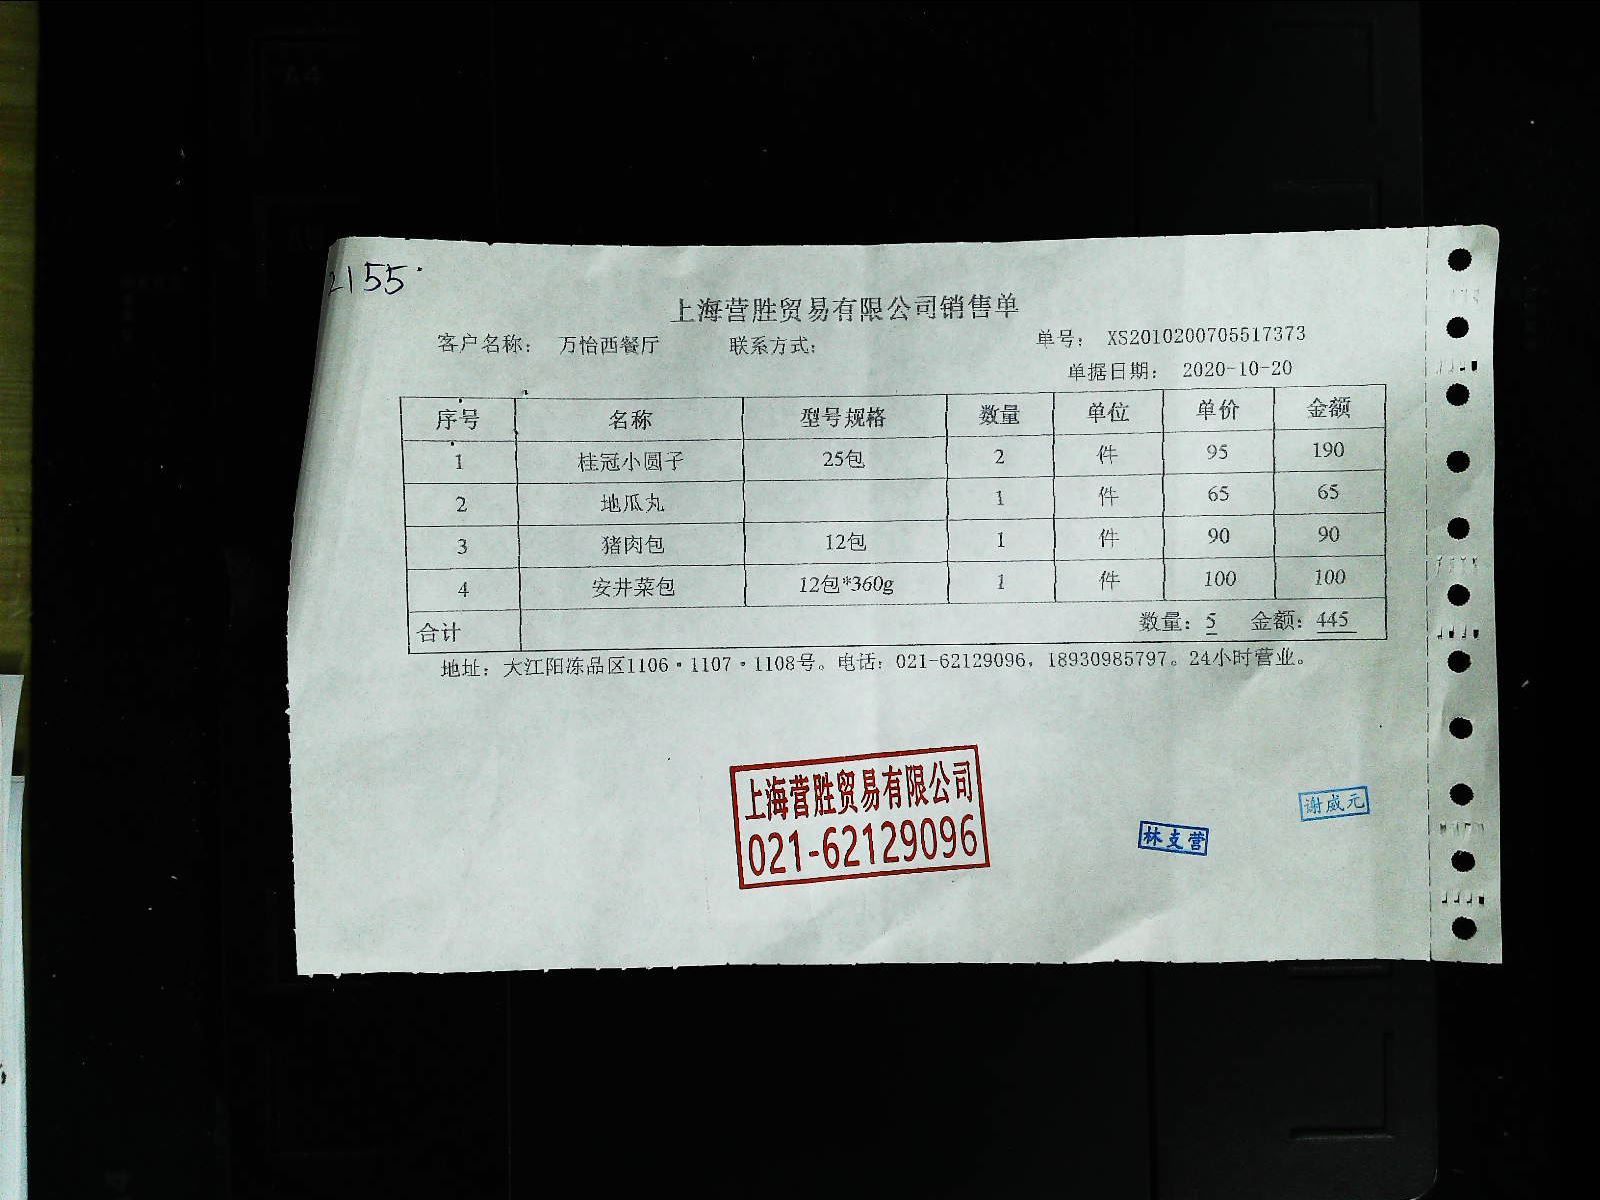 2155
上海营胜贸易有限公司销售单
客户名称： 万怡西餐厅 联系方式： 单号： XS2010200705517373
单据日期： 2020-10-20
序号 名称 型号规格 数量 单位 单价 金额
1 桂冠小圆子 25包 2 件 95 190
2 地瓜丸 1 件 65 65
3 猪肉包 12包 1 件 90 90
4 安井菜包 12包*360g 1 件 100 100
合计 数量：5 金额：445
地址：大江阳冻品区1106·1107·1108号。电话：021-62129096，18930985797。24小时营业。
上海营胜贸易有限公司
021-62129096
林支营
谢威元